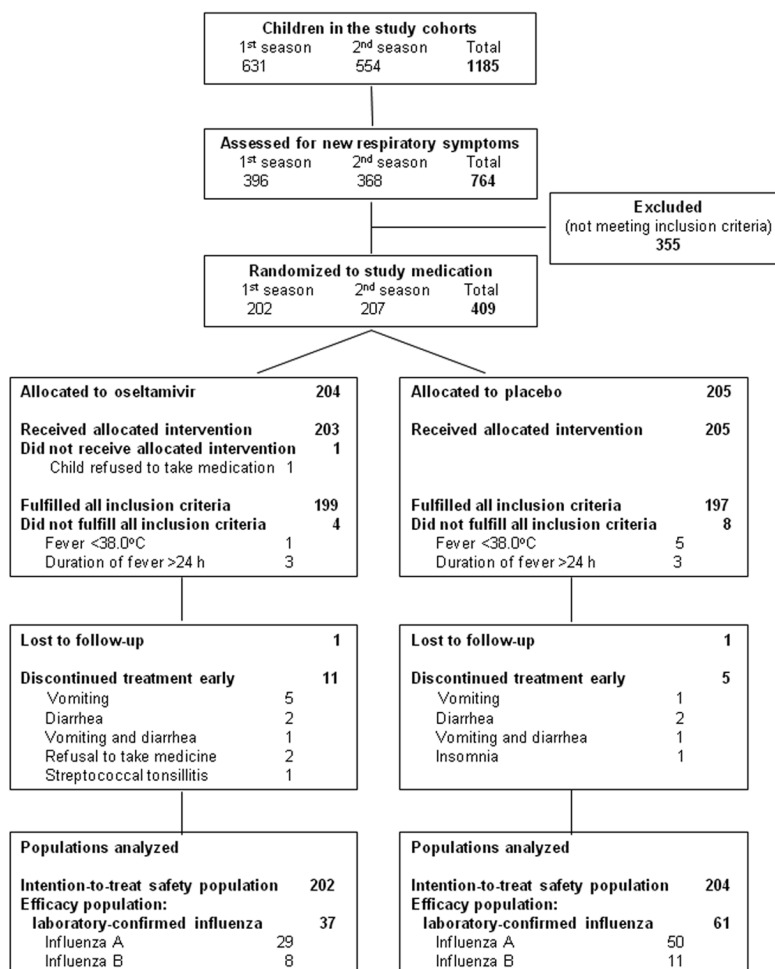 Children in the study cohorts
1st season 2nd season Total
631 554 1185
Assessed for new respiratory symptoms
1st season 2nd season Total
396 368 764
Excluded
(not meeting inclusion criteria)
355
Randomized to study medication
1st season 2nd season Total
202 207 409
Allocated to oseltamivir 204
Received allocated intervention 203
Did not receive allocated intervention 1
Child refused to take medication 1
Fulfilled all inclusion criteria 199
Did not fulfill all inclusion criteria 4
Fever <38.0ºC 1
Duration of fever >24 h 3
Allocated to placebo 205
Received allocated intervention 205
Fulfilled all inclusion criteria 197
Did not fulfill all inclusion criteria 8
Fever <38.0ºC 5
Duration of fever >24 h 3
Lost to follow-up 1
Discontinued treatment early 11
Vomiting 5
Diarrhea 2
Vomiting and diarrhea 1
Refusal to take medicine 2
Streptococcal tonsillitis 1
Lost to follow-up 1
Discontinued treatment early 5
Vomiting 1
Diarrhea 2
Vomiting and diarrhea 1
Insomnia 1
Populations analyzed
Intention-to-treat safety population 202
Efficacy population:
laboratory-confirmed influenza 37
Influenza A 29
Influenza B 8
Populations analyzed
Intention-to-treat safety population 204
Efficacy population:
laboratory-confirmed influenza 61
Influenza A 50
Influenza B 11